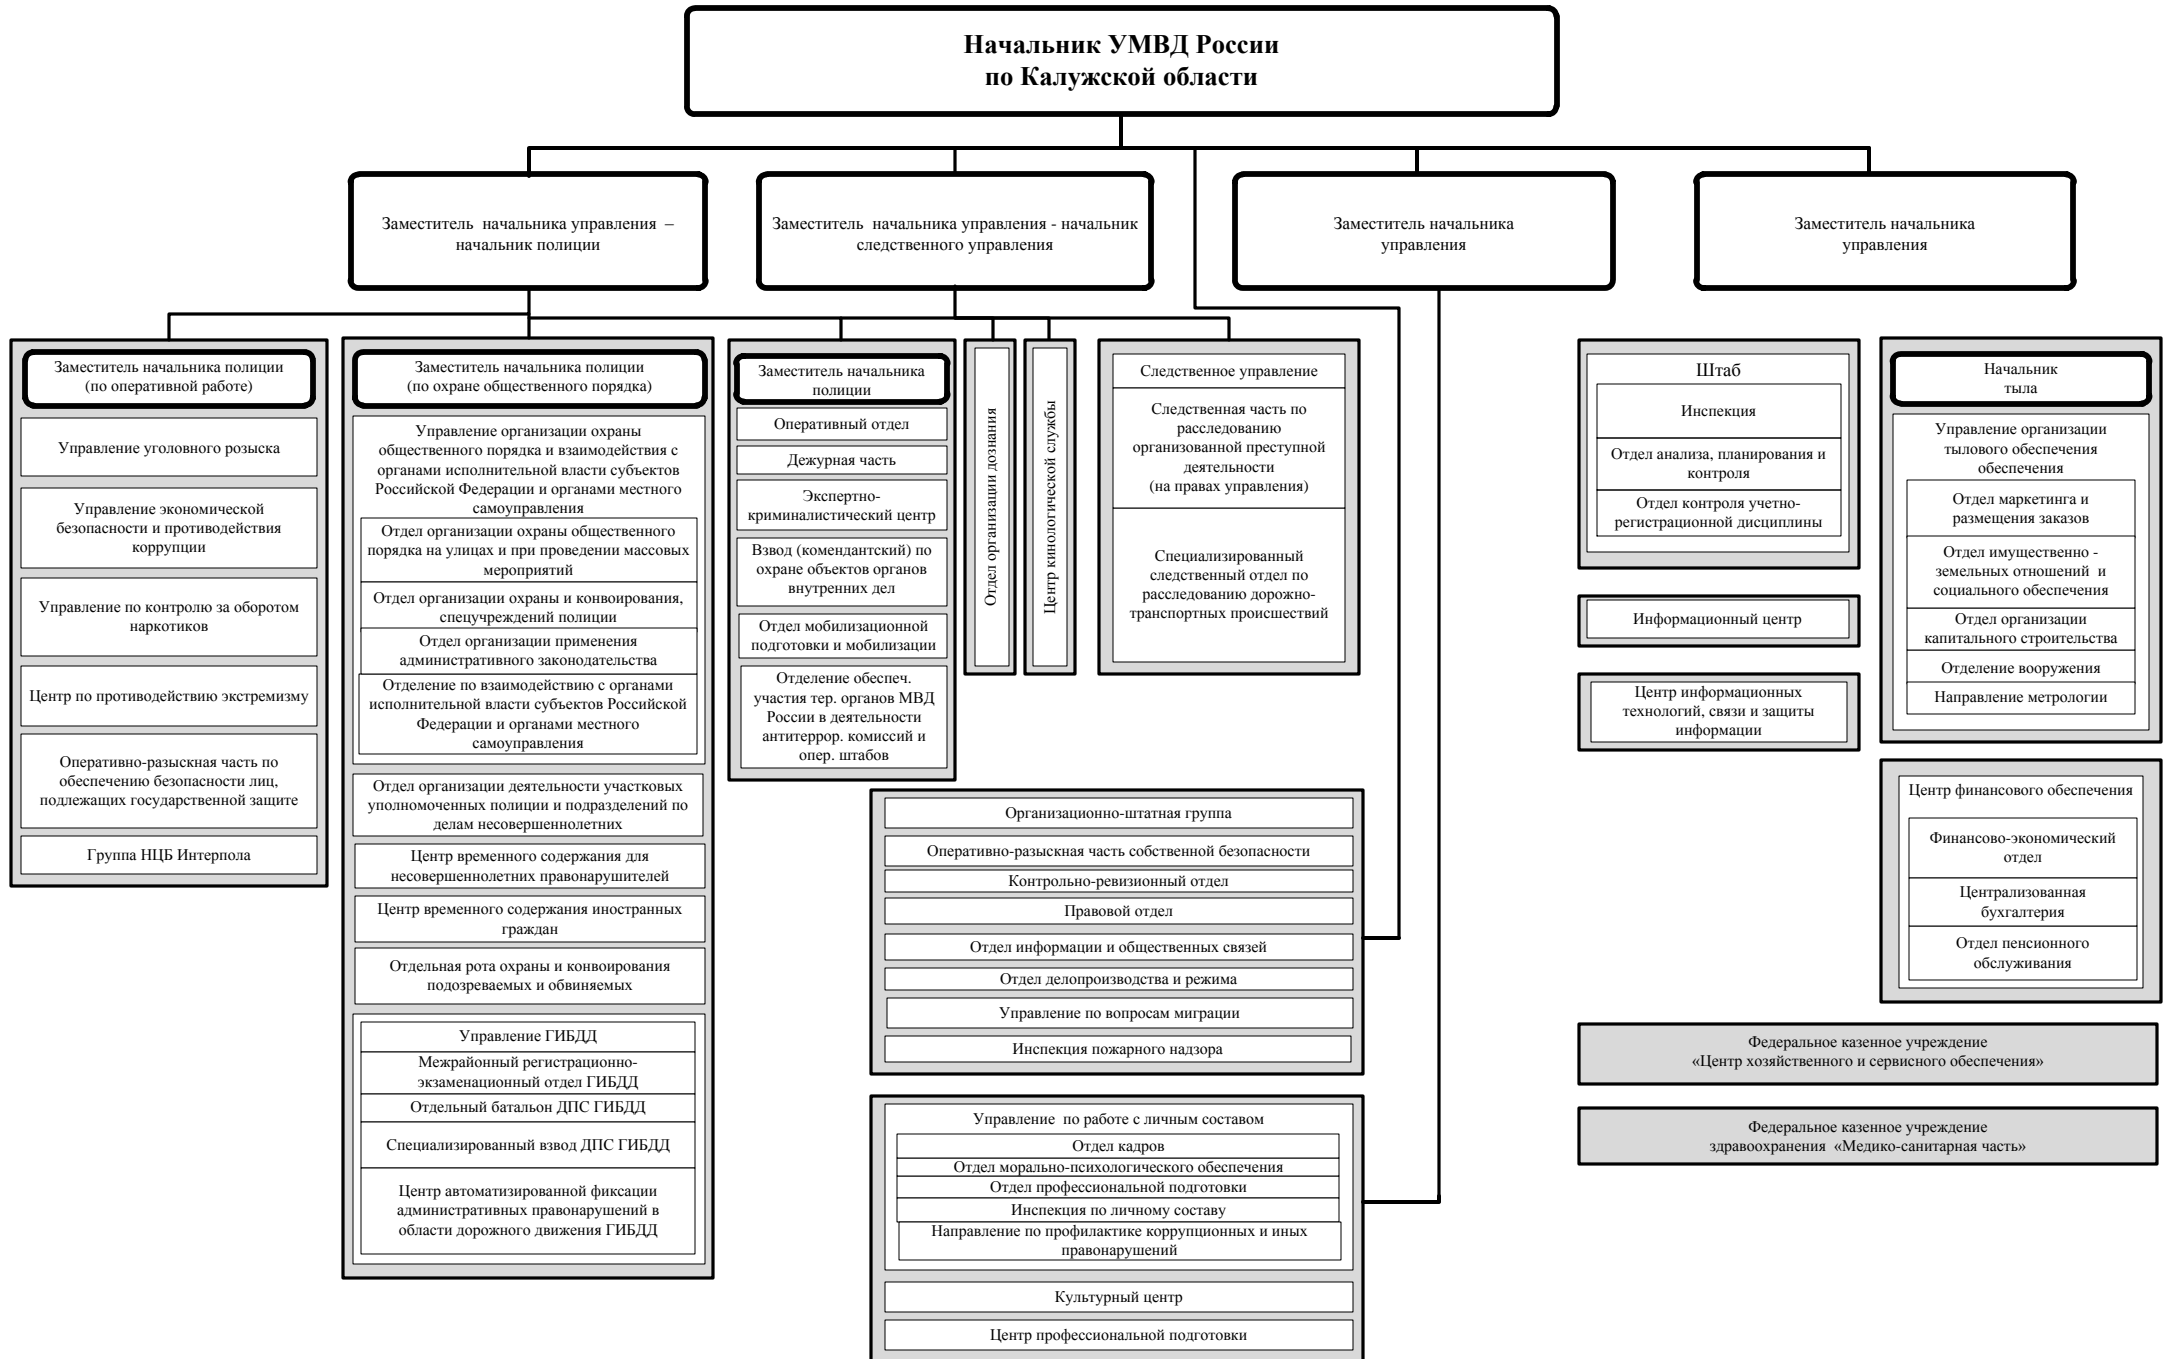 Начальник УМВД России
по Калужской области
Заместитель начальника управления –
начальник полиции
Заместитель начальника управления - начальник
следственного управления
Заместитель начальника
управления
Заместитель начальника
управления
Заместитель начальника полиции
(по оперативной работе)
Управление уголовного розыска
Управление экономической
безопасности и противодействия
коррупции
Управление по контролю за оборотом
наркотиков
Центр по противодействию экстремизму
Оперативно-разыскная часть по
обеспечению безопасности лиц,
подлежащих государственной защите
Группа НЦБ Интерпола
Заместитель начальника полиции
(по охране общественного порядка)
Управление организации охраны
общественного порядка и взаимодействия с
органами исполнительной власти субъектов
Российской Федерации и органами местного
самоуправления
Отдел организации охраны общественного
порядка на улицах и при проведении массовых
мероприятий
Отдел организации охраны и конвоирования,
спецучреждений полиции
Отдел организации применения
административного законодательства
Отделение по взаимодействию с органами
исполнительной власти субъектов Российской
Федерации и органами местного
самоуправления
Отдел организации деятельности участковых
уполномоченных полиции и подразделений по
делам несовершеннолетних
Центр временного содержания для
несовершеннолетних правонарушителей
Центр временного содержания иностранных
граждан
Отдельная рота охраны и конвоирования
подозреваемых и обвиняемых
Управление ГИБДД
Межрайонный регистрационно-
экзаменационный отдел ГИБДД
Отдельный батальон ДПС ГИБДД
Специализированный взвод ДПС ГИБДД
Центр автоматизированной фиксации
административных правонарушений в
области дорожного движения ГИБДД
Заместитель начальника
полиции
Оперативный отдел
Дежурная часть
Экспертно-
криминалистический центр
Взвод (комендантский) по
охране объектов органов
внутренних дел
Отдел мобилизационной
подготовки и мобилизации
Отделение обеспеч.
участия тер. органов МВД
России в деятельности
антитеррор. комиссий и
опер. штабов
Отдел организации дознания
Центр кинологической службы
Следственное управление
Следственная часть по
расследованию
организованной преступной
деятельности
(на правах управления)
Специализированный
следственный отдел по
расследованию дорожно-
транспортных происшествий
Организационно-штатная группа
Оперативно-разыскная часть собственной безопасности
Контрольно-ревизионный отдел
Правовой отдел
Отдел информации и общественных связей
Отдел делопроизводства и режима
Управление по вопросам миграции
Инспекция пожарного надзора
Управление по работе с личным составом
Отдел кадров
Отдел морально-психологического обеспечения
Отдел профессиональной подготовки
Инспекция по личному составу
Направление по профилактике коррупционных и иных
правонарушений
Культурный центр
Центр профессиональной подготовки
Штаб
Инспекция
Отдел анализа, планирования и
контроля
Отдел контроля учетно-
регистрационной дисциплины
Информационный центр
Центр информационных
технологий, связи и защиты
информации
Начальник
тыла
Управление организации
тылового обеспечения
обеспечения
Отдел маркетинга и
размещения заказов
Отдел имущественно -
земельных отношений и
социального обеспечения
Отдел организации
капитального строительства
Отделение вооружения
Направление метрологии
Центр финансового обеспечения
Финансово-экономический
отдел
Централизованная
бухгалтерия
Отдел пенсионного
обслуживания
Федеральное казенное учреждение
«Центр хозяйственного и сервисного обеспечения»
Федеральное казенное учреждение
здравоохранения «Медико-санитарная часть»